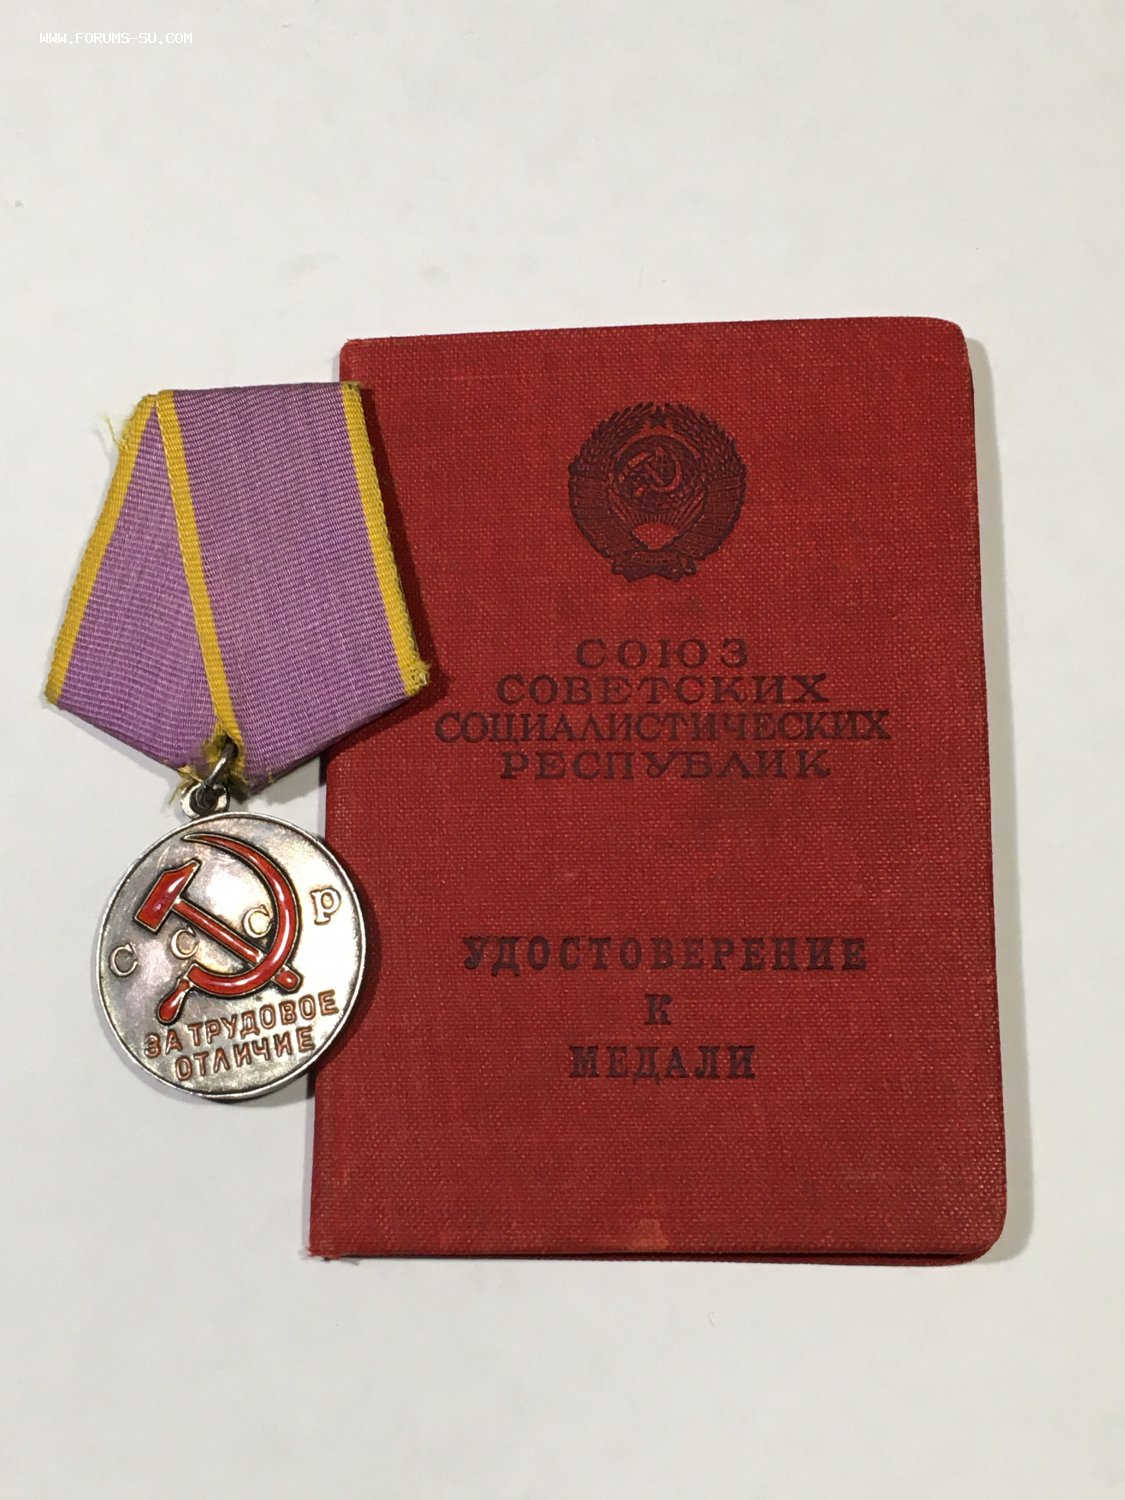 WWW.FORUMS-SU.COM
СОЮЗ
СОВЕТСКИХ
СОЦИАЛИСТИЧЕСКИХ
РЕСПУБЛИК
УДОСТОВЕРЕНИЕ
К
МЕДАЛИ
СССР
ЗА ТРУДОВОЕ
ОТЛИЧИЕ